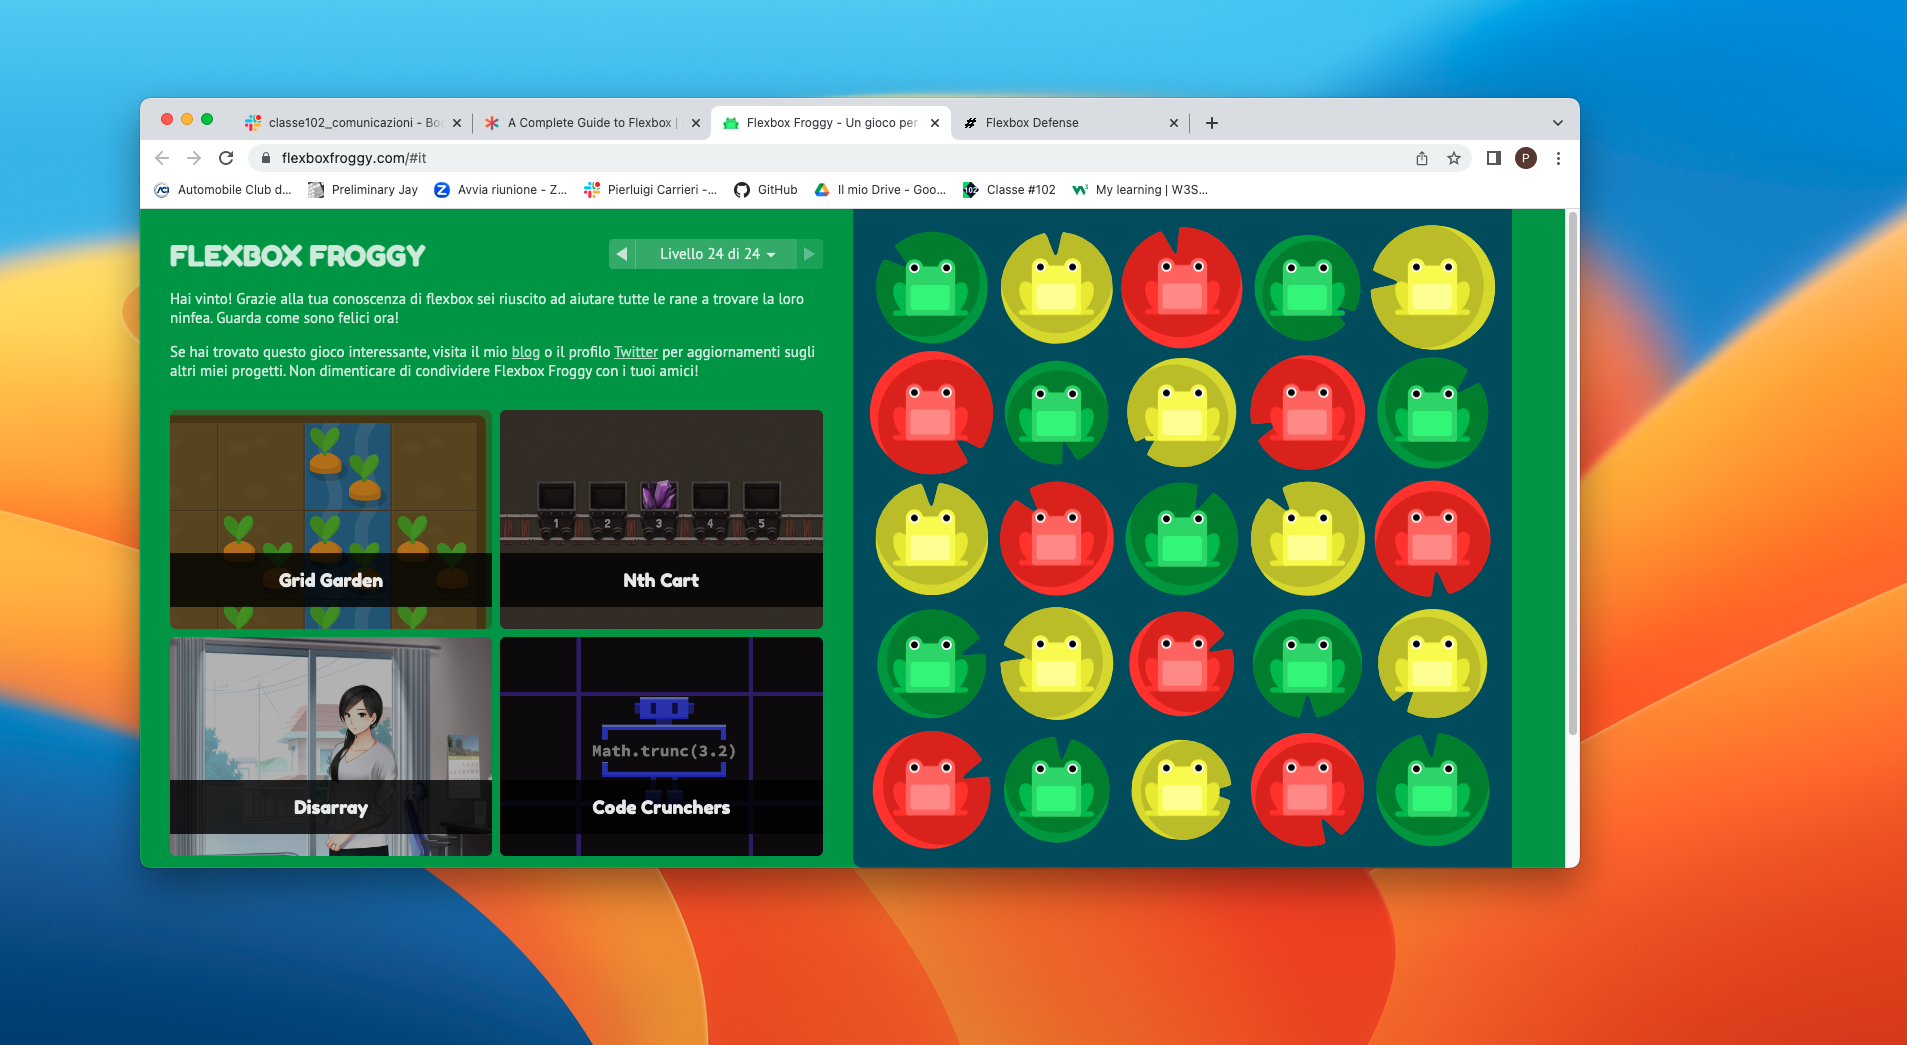 classe102_comunicazioni - Boo
A Complete Guide to Flexbox |
Flexbox Froggy - Un gioco per
Flexbox Defense
flexboxfroggy.com/#it
P
Automobile Club d...
Preliminary Jay
Avvia riunione - Z...
Pierluigi Carrieri -...
GitHub
Il mio Drive - Goo...
102
Classe #102
My learning | W3S...
FLEXBOX FROGGY
Livello 24 di 24
Hai vinto! Grazie alla tua conoscenza di flexbox sei riuscito ad aiutare tutte le rane a trovare la loro
ninfea. Guarda come sono felici ora!
Se hai trovato questo gioco interessante, visita il mio blog o il profilo Twitter per aggiornamenti sugli
altri miei progetti. Non dimenticare di condividere Flexbox Froggy con i tuoi amici!
Grid Garden
1 2 3 4 5
Nth Cart
Disarray
Math.trunc(3.2)
Code Crunchers